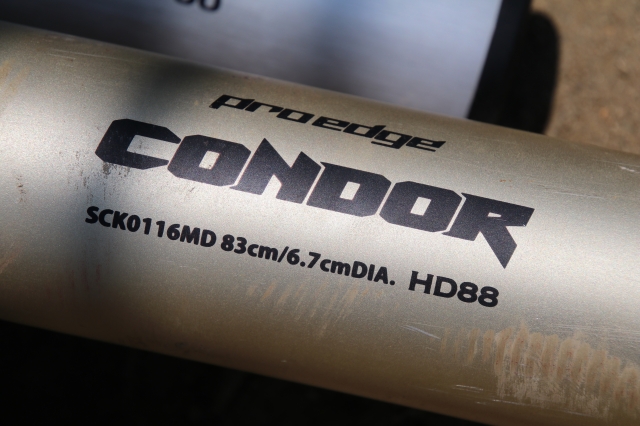 proedge
CONDOR
SCK0116MD 83cm/6.7cmDIA. HD88